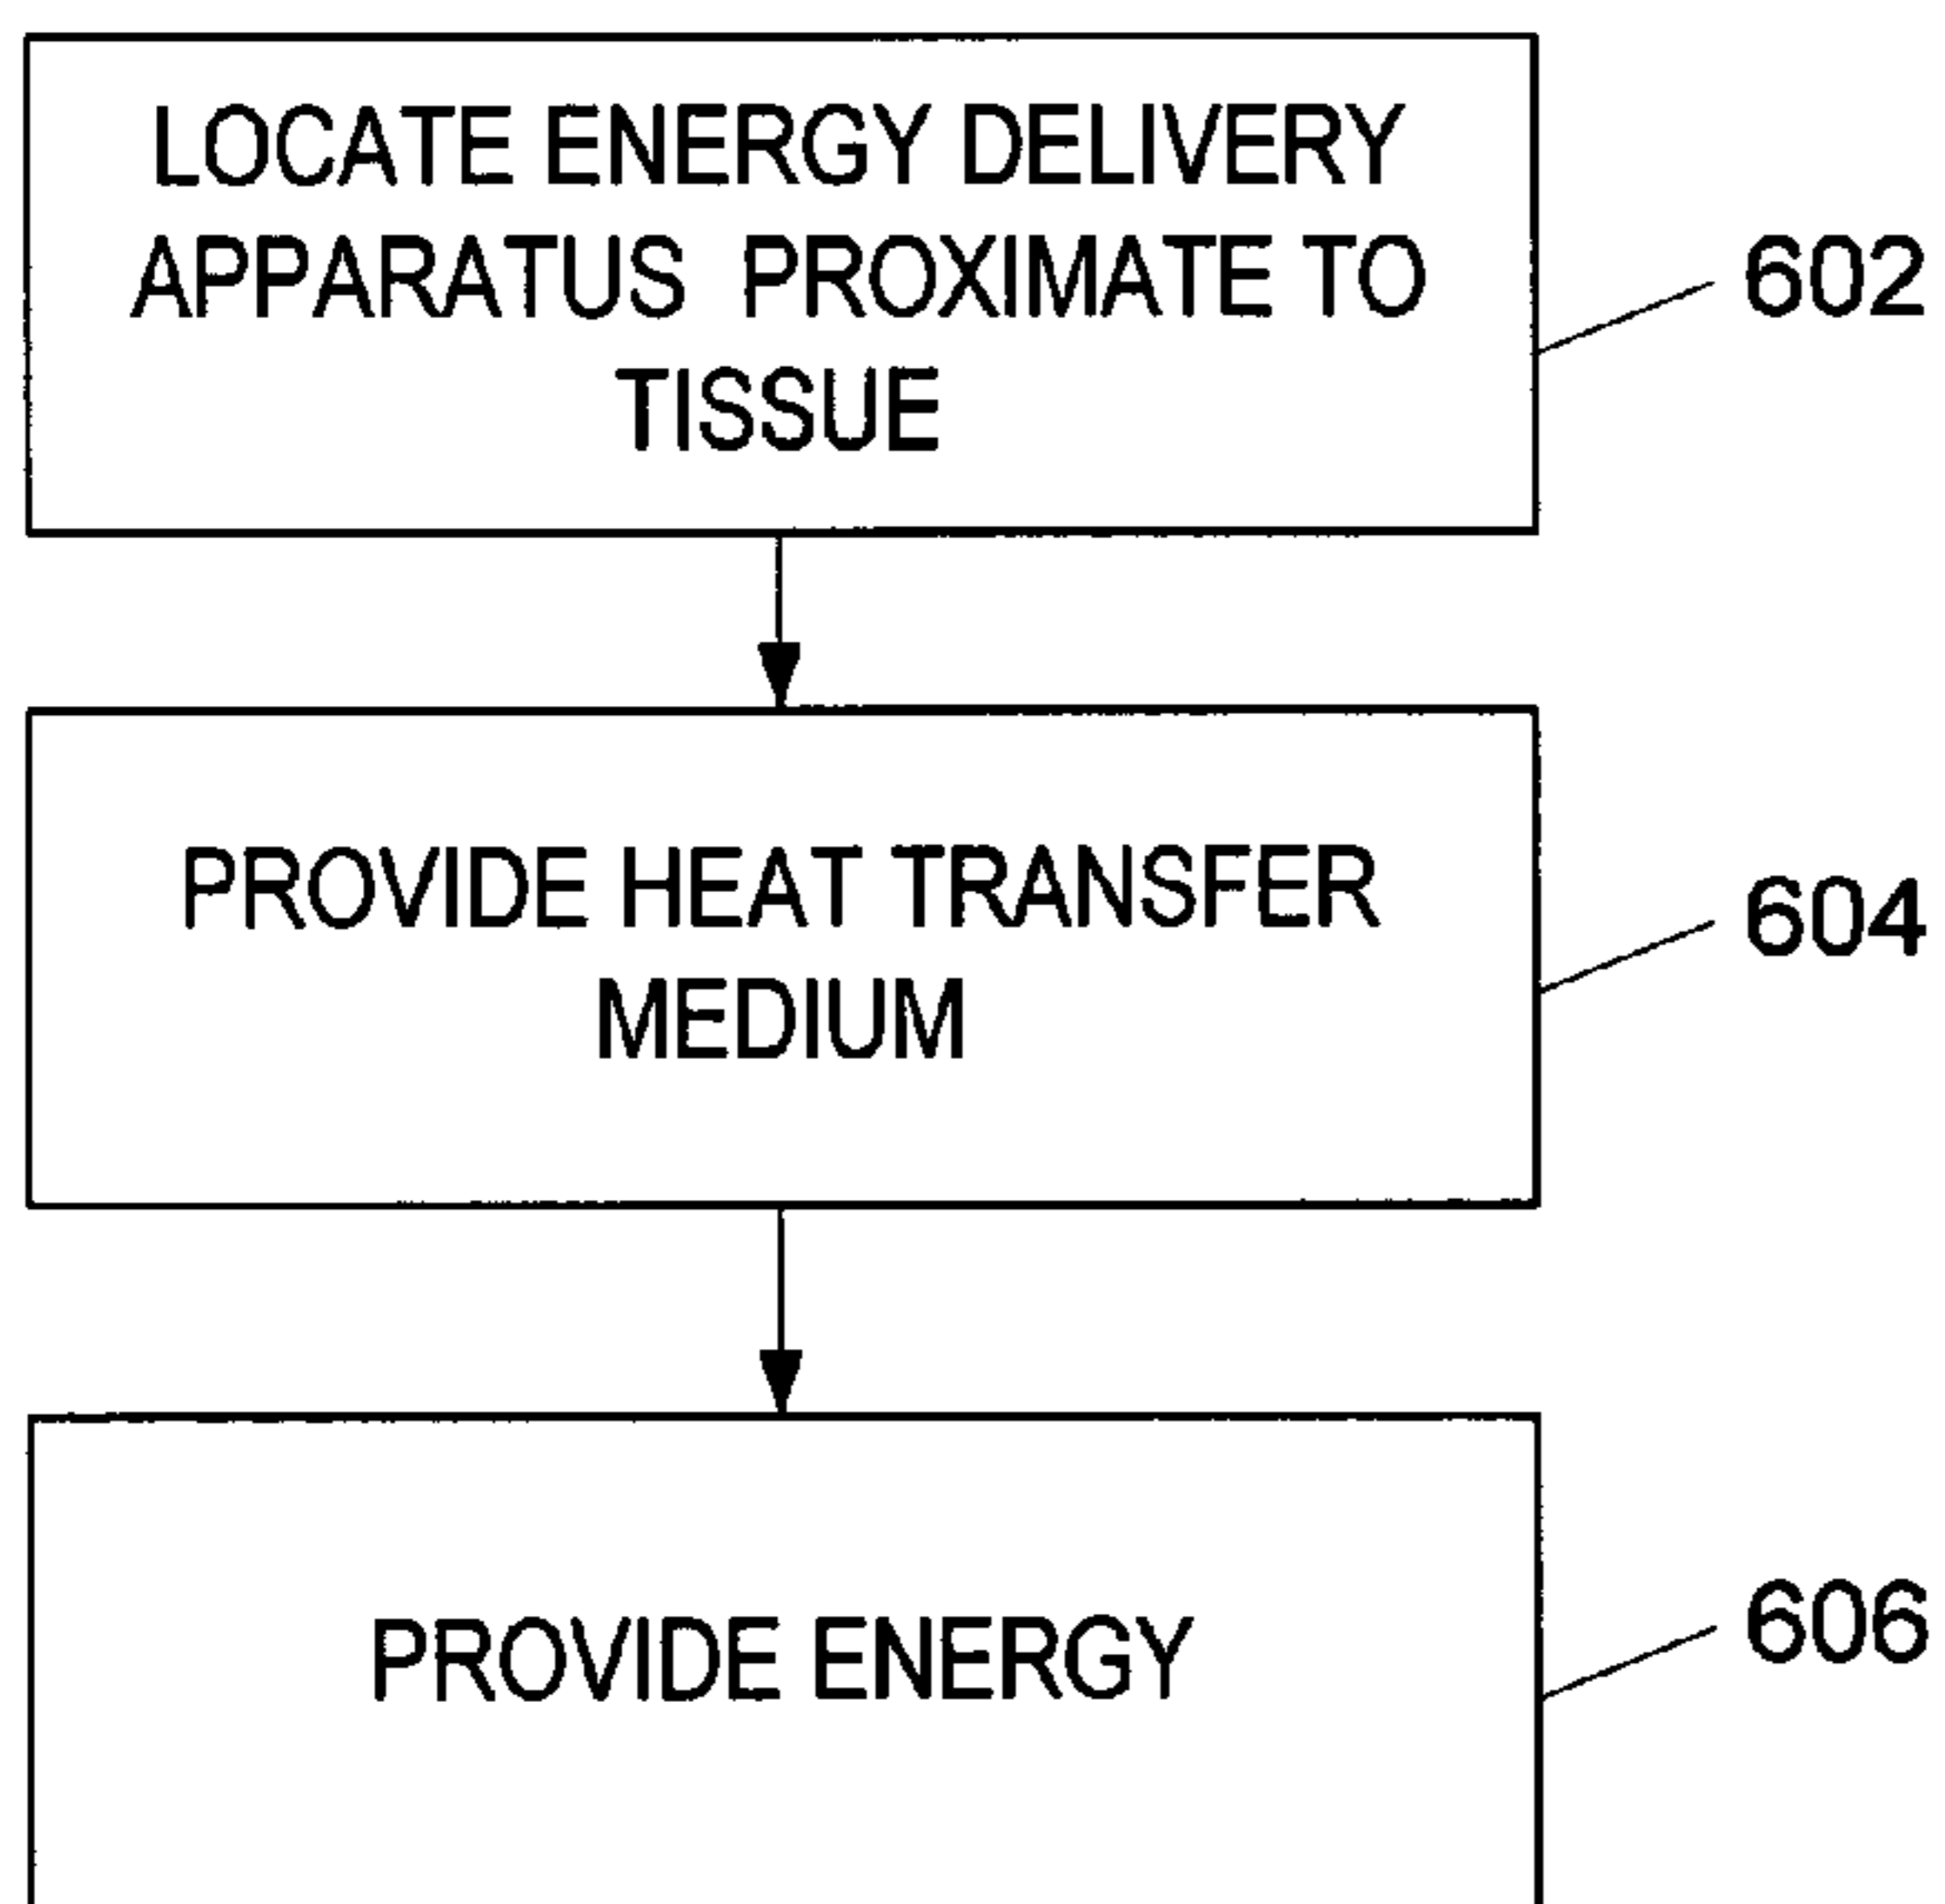 LOCATE ENERGY DELIVERY
APPARATUS PROXIMATE TO
TISSUE
602
PROVIDE HEAT TRANSFER
MEDIUM
604
PROVIDE ENERGY
606